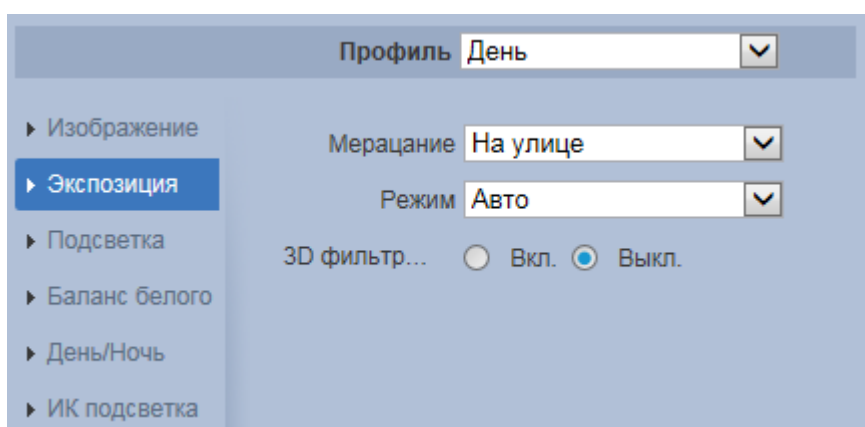 Профиль День
Изображение
Мерацание На улице
Экспозиция
Режим Авто
Подсветка
3D фильтр... Вкл. Выкл.
Баланс белого
День/Ночь
ИК подсветка